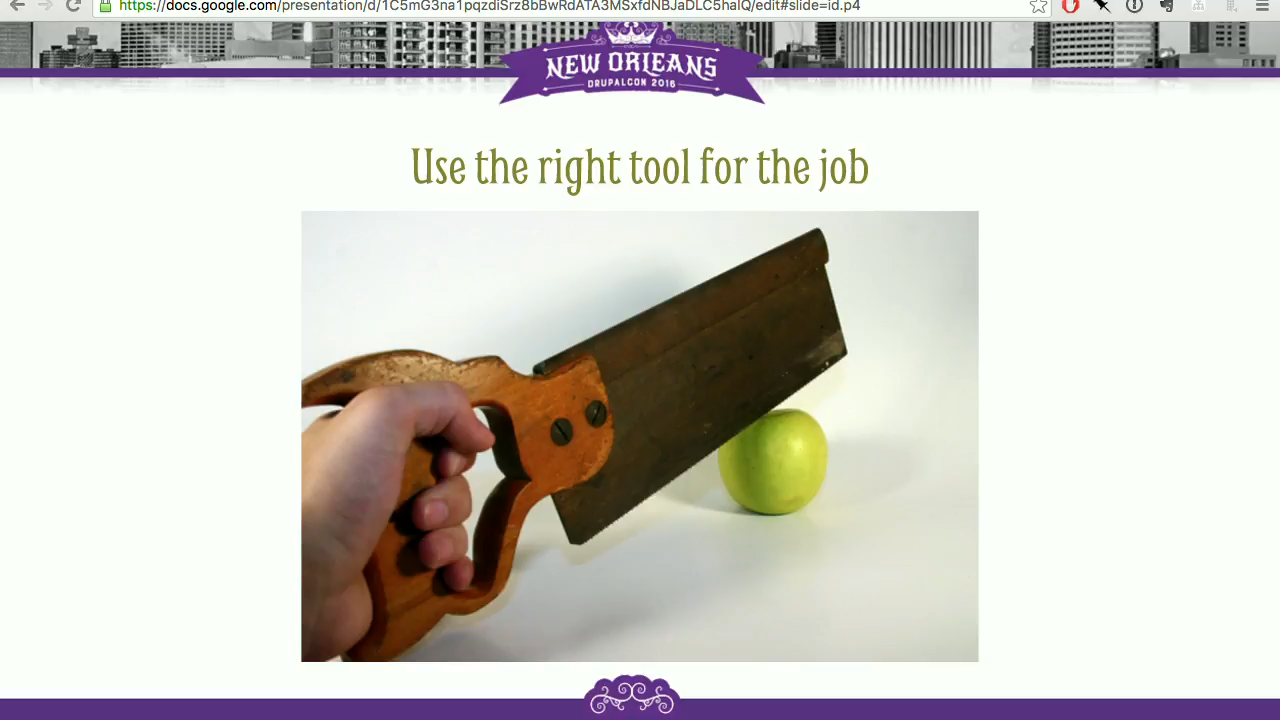 https://docs.google.com/presentation/d/1C5mG3na1pqzdiSrz8bBwRdATA3MSxfdNBJaDLC5halQ/edit#slide=id.p4
NEW ORLEANS
DRUPALCON 2016
Use the right tool for the job